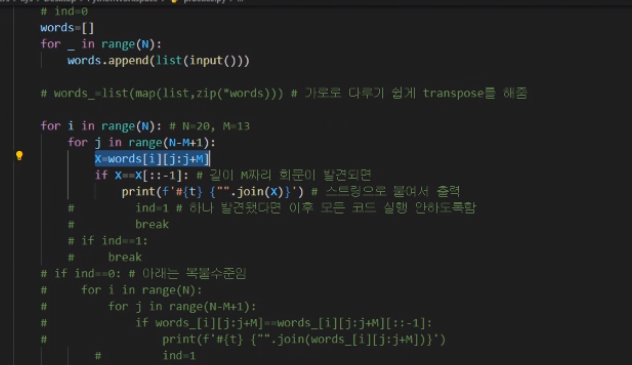 # ind=0
words=[]
for _ in range(N):
    words.append(list(input()))

# words_=list(map(list,zip(*words))) # 가로로 다루기 쉽게 transpose를 해줌

for i in range(N): # N=20, M=13
    for j in range(N-M+1):
        X=words[i][j:j+M]
        if X==X[::-1]: # 길이 M짜리 회문이 발견되면
            print(f'#{t} {"".join(X)}') # 스트링으로 붙여서 출력
    #         ind=1 # 하나 발견됐다면 이후 모든 코드 실행 안하도록함
    #         break
    # if ind==1:
    #     break
# if ind==0: # 아래는 복붙수준임
#     for i in range(N):
#         for j in range(N-M+1):
#             if words_[i][j:j+M]==words_[i][j:j+M][::-1]:
#                 print(f'#{t} {"".join(words_[i][j:j+M])}')
        #         ind=1